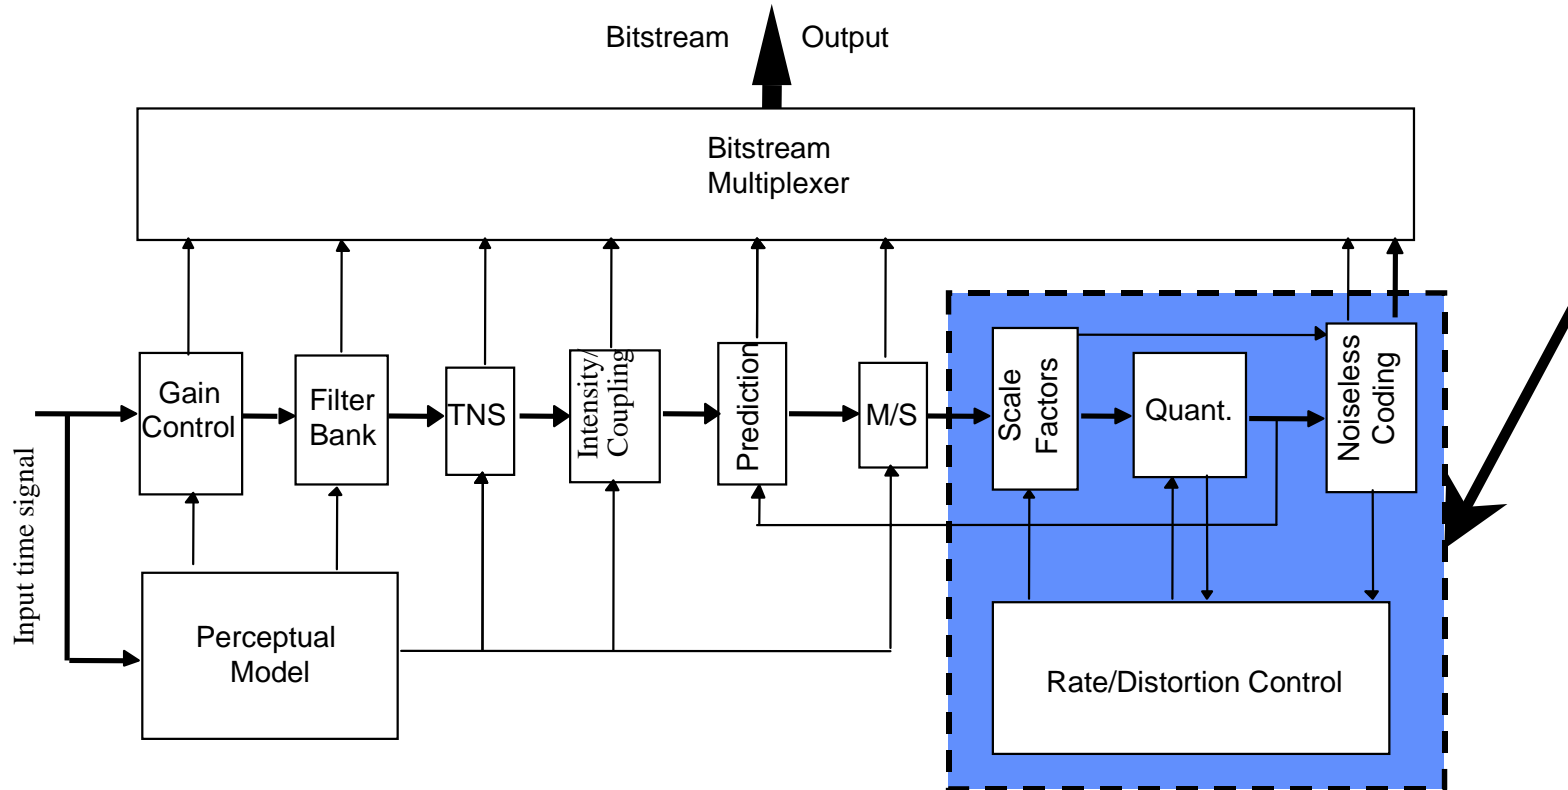 Bitstream Output
Bitstream
Multiplexer
Gain
Control
Filter
Bank
TNS
Intensity/
Coupling
Prediction
M/S
Scale
Factors
Quant.
Noiseless
Coding
Input time signal
Perceptual
Model
Rate/Distortion Control